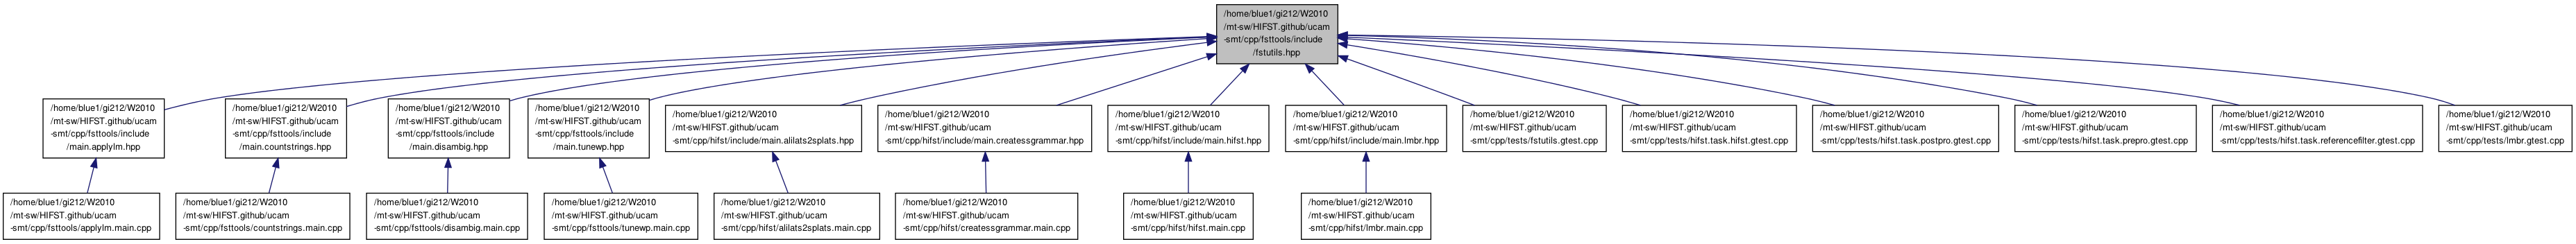 /home/blue1/gi212/W2010
/mt-sw/HIFST.github/ucam
-smt/cpp/fsttools/include
/fstutils.hpp
/home/blue1/gi212/W2010
/mt-sw/HIFST.github/ucam
-smt/cpp/fsttools/include
/main.applylm.hpp
/home/blue1/gi212/W2010
/mt-sw/HIFST.github/ucam
-smt/cpp/fsttools/include
/main.countstrings.hpp
/home/blue1/gi212/W2010
/mt-sw/HIFST.github/ucam
-smt/cpp/fsttools/include
/main.disambig.hpp
/home/blue1/gi212/W2010
/mt-sw/HIFST.github/ucam
-smt/cpp/fsttools/include
/main.tunewp.hpp
/home/blue1/gi212/W2010
/mt-sw/HIFST.github/ucam
-smt/cpp/hifst/include/main.alilats2splats.hpp
/home/blue1/gi212/W2010
/mt-sw/HIFST.github/ucam
-smt/cpp/hifst/include/main.createssgrammar.hpp
/home/blue1/gi212/W2010
/mt-sw/HIFST.github/ucam
-smt/cpp/hifst/include/main.hifst.hpp
/home/blue1/gi212/W2010
/mt-sw/HIFST.github/ucam
-smt/cpp/hifst/include/main.lmbr.hpp
/home/blue1/gi212/W2010
/mt-sw/HIFST.github/ucam
-smt/cpp/tests/fstutils.gtest.cpp
/home/blue1/gi212/W2010
/mt-sw/HIFST.github/ucam
-smt/cpp/tests/hifst.task.hifst.gtest.cpp
/home/blue1/gi212/W2010
/mt-sw/HIFST.github/ucam
-smt/cpp/tests/hifst.task.postpro.gtest.cpp
/home/blue1/gi212/W2010
/mt-sw/HIFST.github/ucam
-smt/cpp/tests/hifst.task.prepro.gtest.cpp
/home/blue1/gi212/W2010
/mt-sw/HIFST.github/ucam
-smt/cpp/tests/hifst.task.referencefilter.gtest.cpp
/home/blue1/gi212/W2010
/mt-sw/HIFST.github/ucam
-smt/cpp/tests/lmbr.gtest.cpp
/home/blue1/gi212/W2010
/mt-sw/HIFST.github/ucam
-smt/cpp/fsttools/applylm.main.cpp
/home/blue1/gi212/W2010
/mt-sw/HIFST.github/ucam
-smt/cpp/fsttools/countstrings.main.cpp
/home/blue1/gi212/W2010
/mt-sw/HIFST.github/ucam
-smt/cpp/fsttools/disambig.main.cpp
/home/blue1/gi212/W2010
/mt-sw/HIFST.github/ucam
-smt/cpp/fsttools/tunewp.main.cpp
/home/blue1/gi212/W2010
/mt-sw/HIFST.github/ucam
-smt/cpp/hifst/alilats2splats.main.cpp
/home/blue1/gi212/W2010
/mt-sw/HIFST.github/ucam
-smt/cpp/hifst/createssgrammar.main.cpp
/home/blue1/gi212/W2010
/mt-sw/HIFST.github/ucam
-smt/cpp/hifst/hifst.main.cpp
/home/blue1/gi212/W2010
/mt-sw/HIFST.github/ucam
-smt/cpp/hifst/lmbr.main.cpp